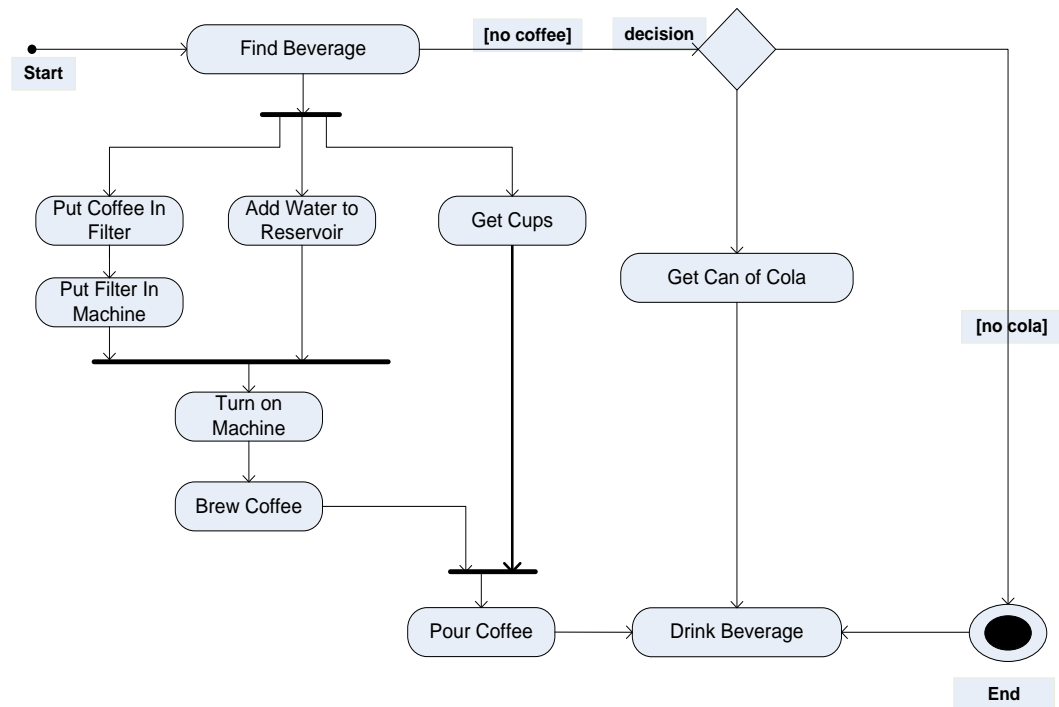 Find Beverage
[no coffee]
decision
Start
Put Coffee In
Filter
Add Water to
Reservoir
Get Cups
Get Can of Cola
Put Filter In
Machine
[no cola]
Turn on
Machine
Brew Coffee
Pour Coffee
Drink Beverage
End